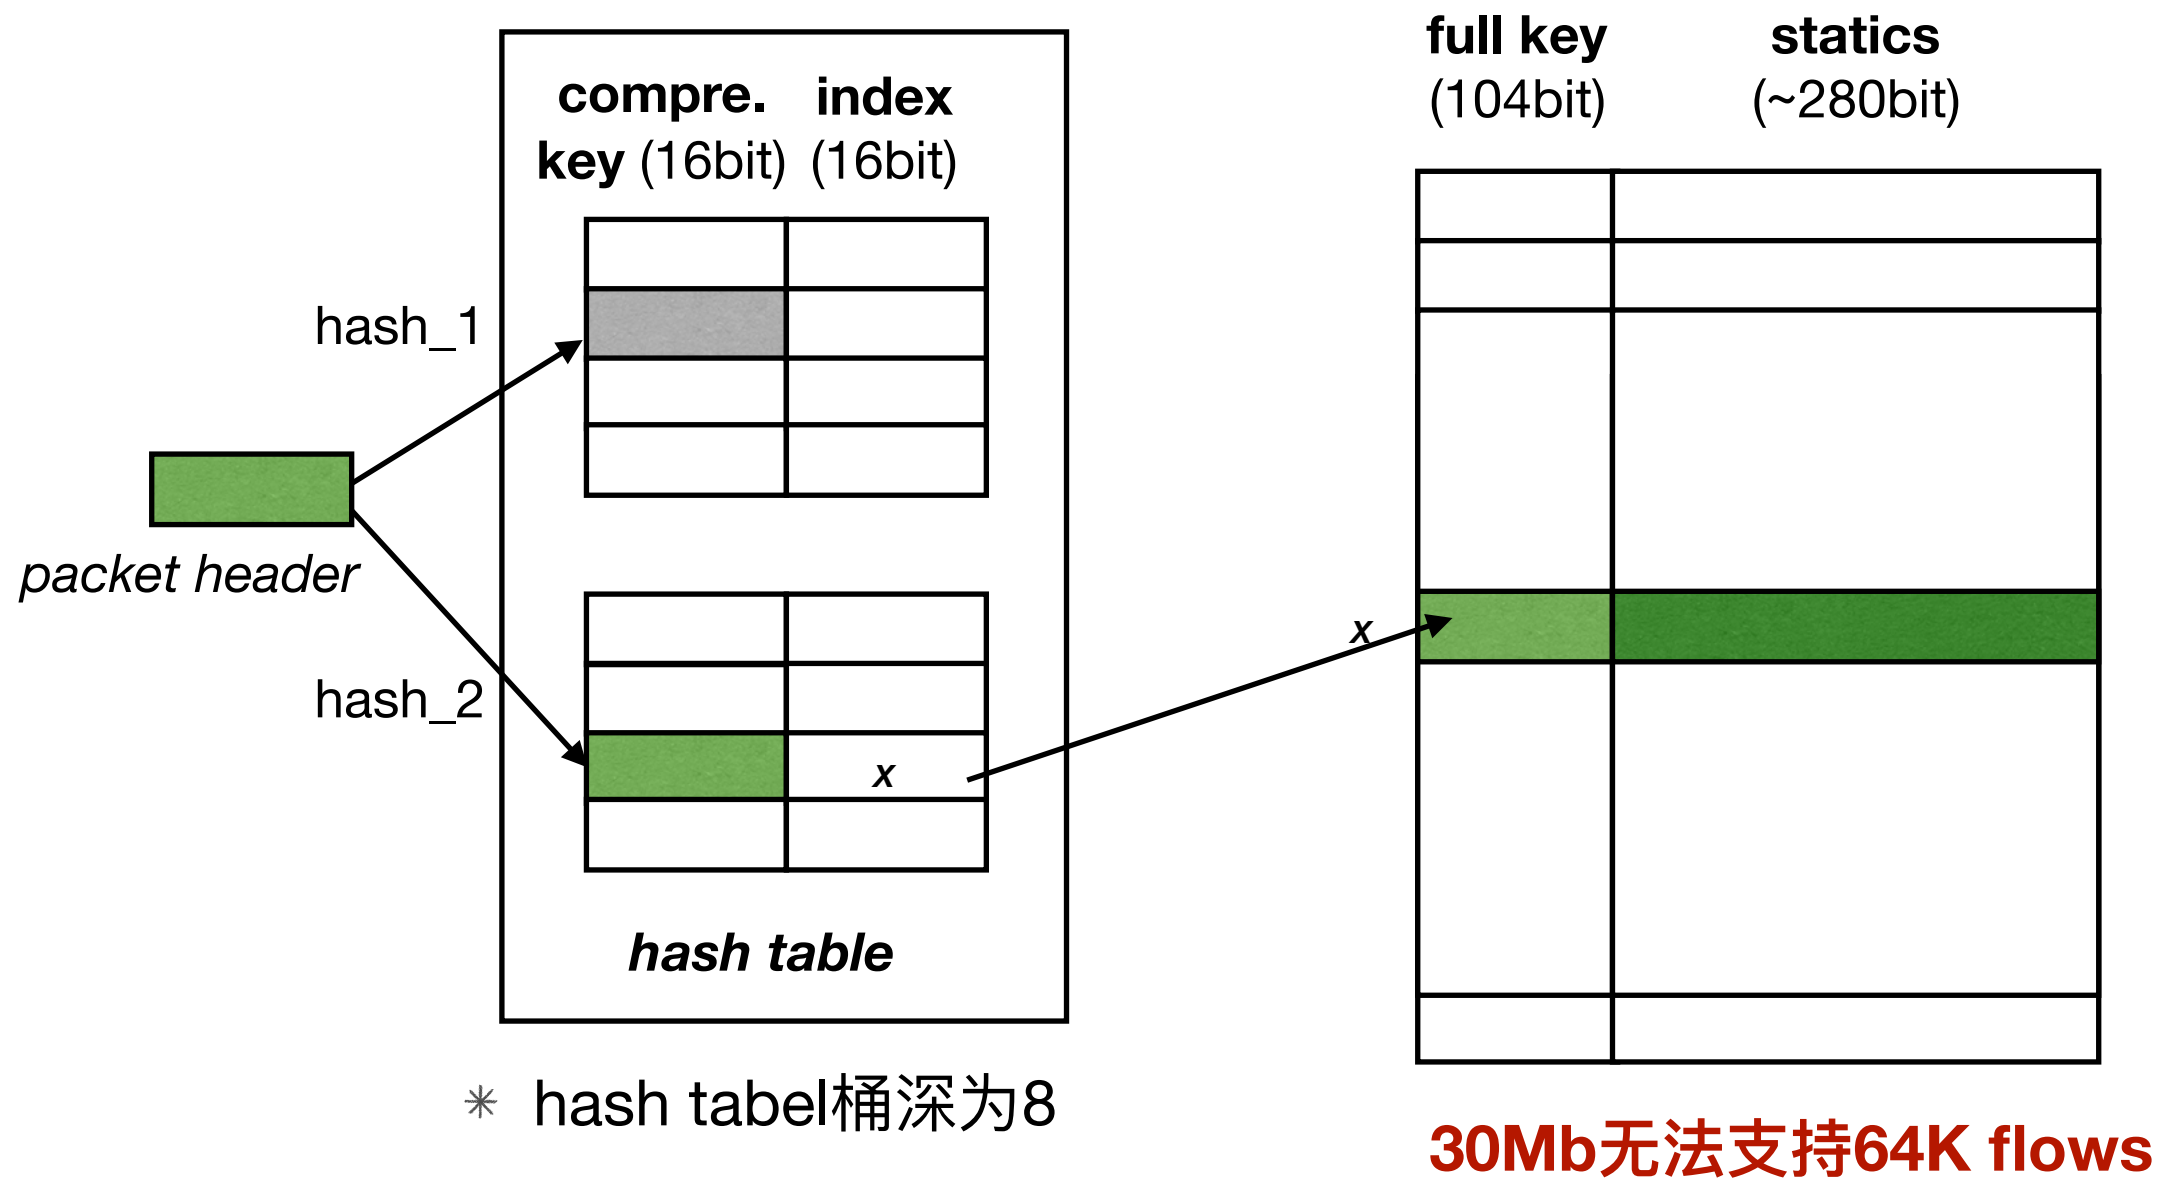 compre. index
key (16bit) (16bit)
full key statics
(104bit) (~280bit)
hash_1
packet header
hash_2
x
x
hash table
✳ hash tabel桶深为8
30Mb无法支持64K flows